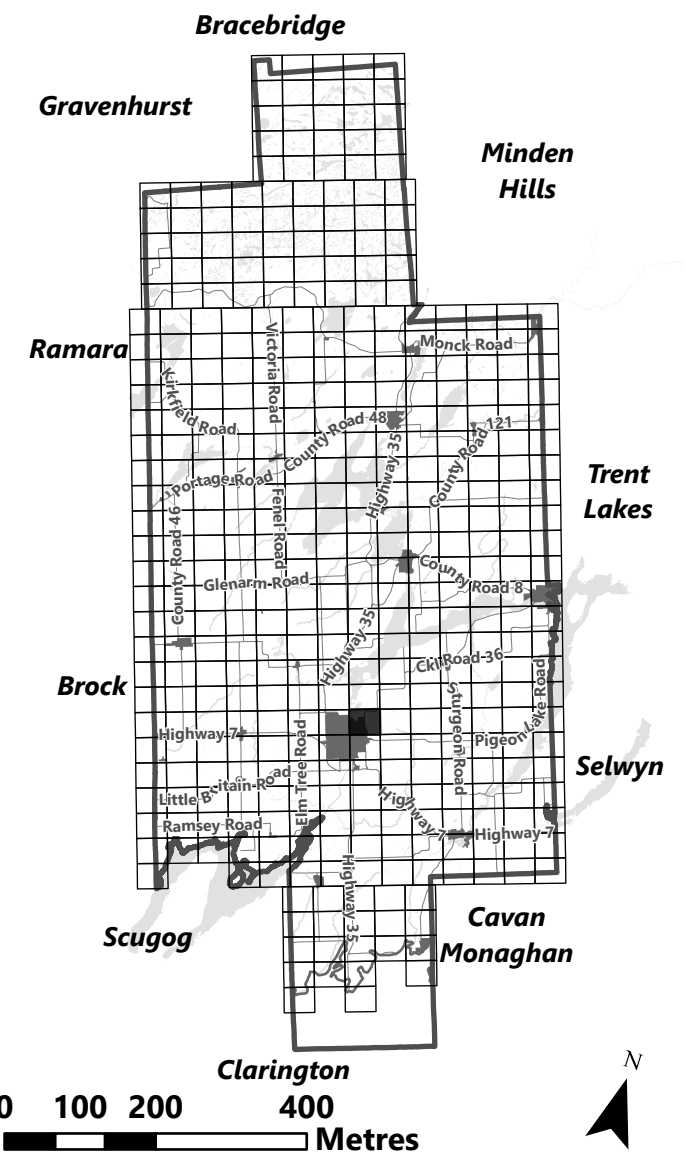 Bracebridge
Gravenhurst
Minden
Hills
Ramara
Monck Road
Victoria Road
Kirkfield Road
County Road 48
County Road 121
Highway 35
Portage Road
Trent
Lakes
Fenel Road
County Road 46
Glenarm Road
County Road 8
Highway 35
Ckl Road 36
Brock
Sturgeon Road
Pigeon Lake Road
Highway 7
Elm Tree Road
Selwyn
Little Britain Road
Highway 7
Ramsey Road
Highway 7
Highway 35
Scugog
Cavan
Monaghan
Clarington
N
0 100 200 400
Metres